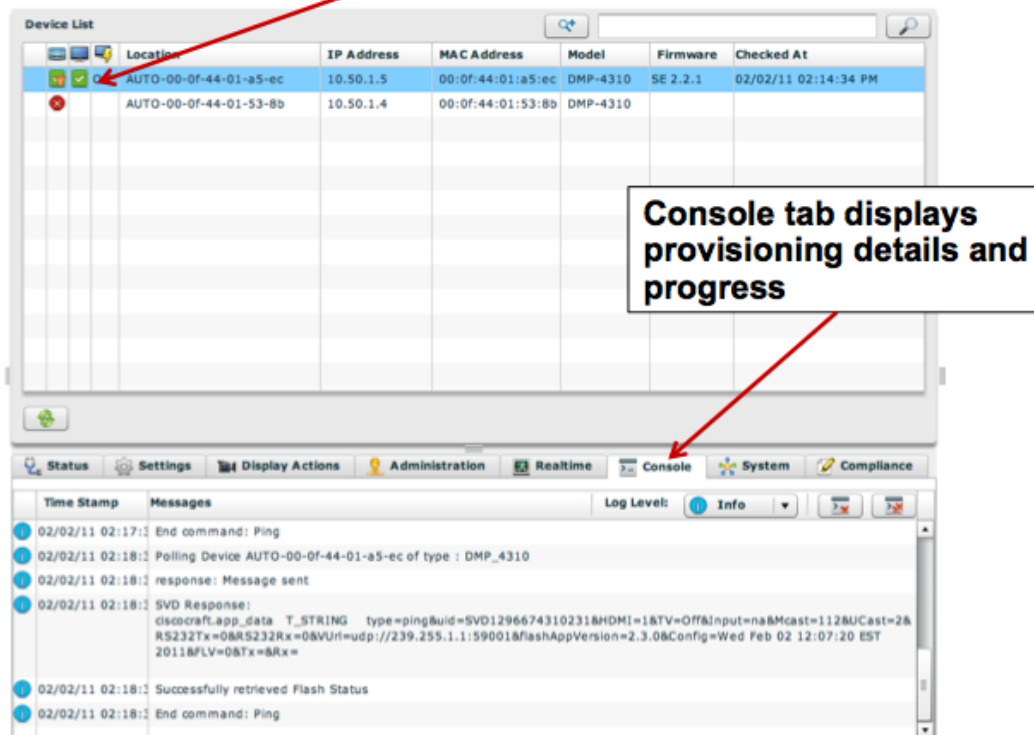 Device List
Location IP Address MAC Address Model Firmware Checked At
AUTO-00-0f-44-01-a5-ec 10.50.1.5 00:0f:44:01:a5:ec DMP-4310 SE 2.2.1 02/02/11 02:14:34 PM
AUTO-00-0f-44-01-53-8b 10.50.1.4 00:0f:44:01:53:8b DMP-4310
Console tab displays
provisioning details and
progress
Status Settings Display Actions Administration Realtime Console System Compliance
Time Stamp Messages Log Level: Info
02/02/11 02:17: End command: Ping
02/02/11 02:18: Polling Device AUTO-00-0f-44-01-a5-ec of type : DMP_4310
02/02/11 02:18: response: Message sent
02/02/11 02:18: SVD Response:
ciscocraft.app_data T_STRING type=ping&uid=SVD1296674310231&HDMI=1&TV=Off&Input=na&Mcast=112&UCast=2&
RS232Tx=0&RS232Rx=0&VUrl=udp://239.255.1.1:59001&flashAppVersion=2.3.0&Config=Wed Feb 02 12:07:20 EST
2011&FLV=0&Tx=&Rx=
02/02/11 02:18: Successfully retrieved Flash Status
02/02/11 02:18: End command: Ping